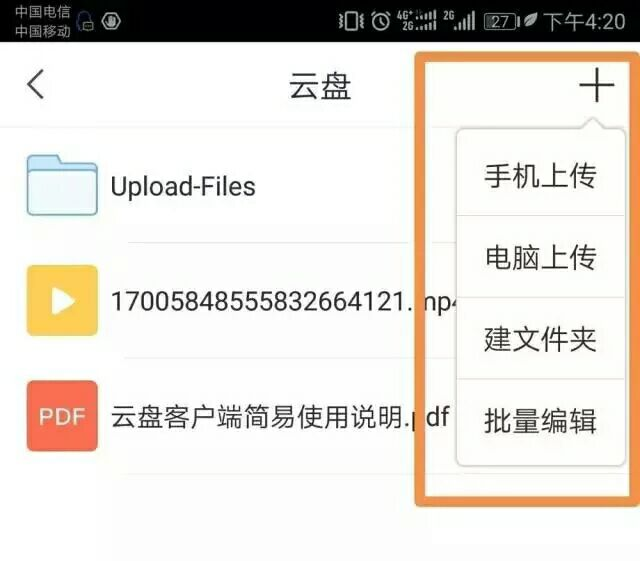 中国电信
中国移动
4G+
2G
2G
27
下午4:20
云盘
Upload-Files
17005848555832664121.mp4
PDF
云盘客户端简易使用说明.pdf
手机上传
电脑上传
建文件夹
批量编辑